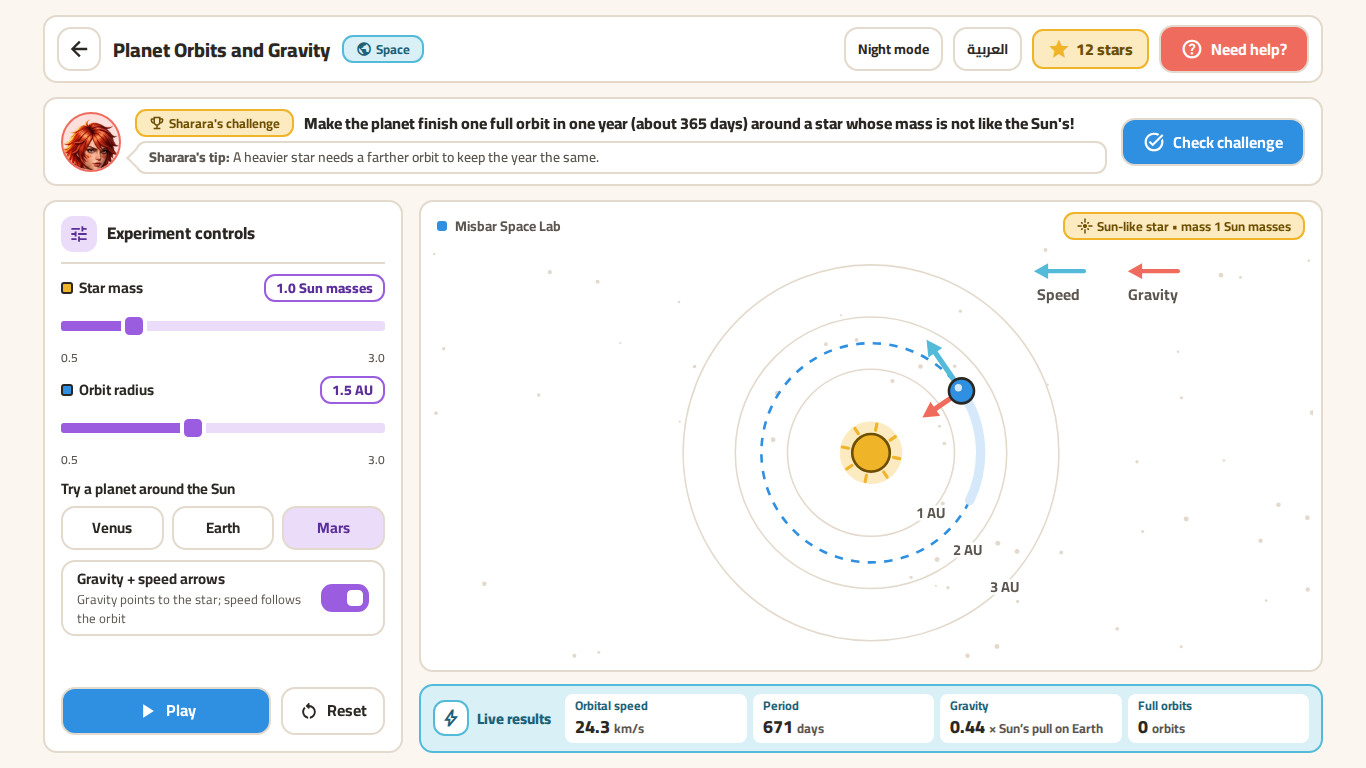 Planet Orbits and Gravity
Space
Night mode
العربية
12 stars
Need help?
Sharara's challenge
Make the planet finish one full orbit in one year (about 365 days) around a star whose mass is not like the Sun's!
Sharara's tip: A heavier star needs a farther orbit to keep the year the same.
Check challenge
Experiment controls
Star mass
1.0 Sun masses
0.5
3.0
Orbit radius
1.5 AU
0.5
3.0
Try a planet around the Sun
Venus
Earth
Mars
Gravity + speed arrows
Gravity points to the star; speed follows
the orbit
Play
Reset
Misbar Space Lab
Sun-like star • mass 1 Sun masses
Speed
Gravity
1 AU
2 AU
3 AU
Live results
Orbital speed
24.3 km/s
Period
671 days
Gravity
0.44 × Sun's pull on Earth
Full orbits
0 orbits